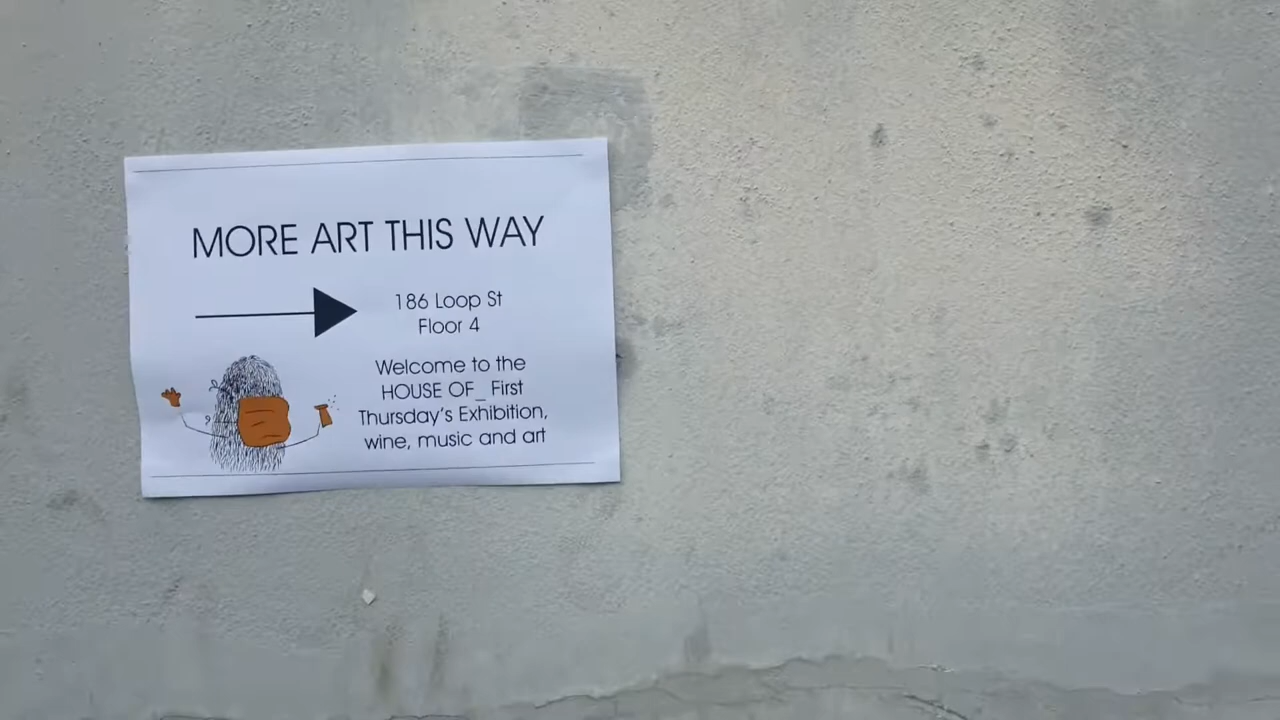 MORE ART THIS WAY
186 Loop St
Floor 4
Welcome to the
HOUSE OF_ First
Thursday's Exhibition,
wine, music and art